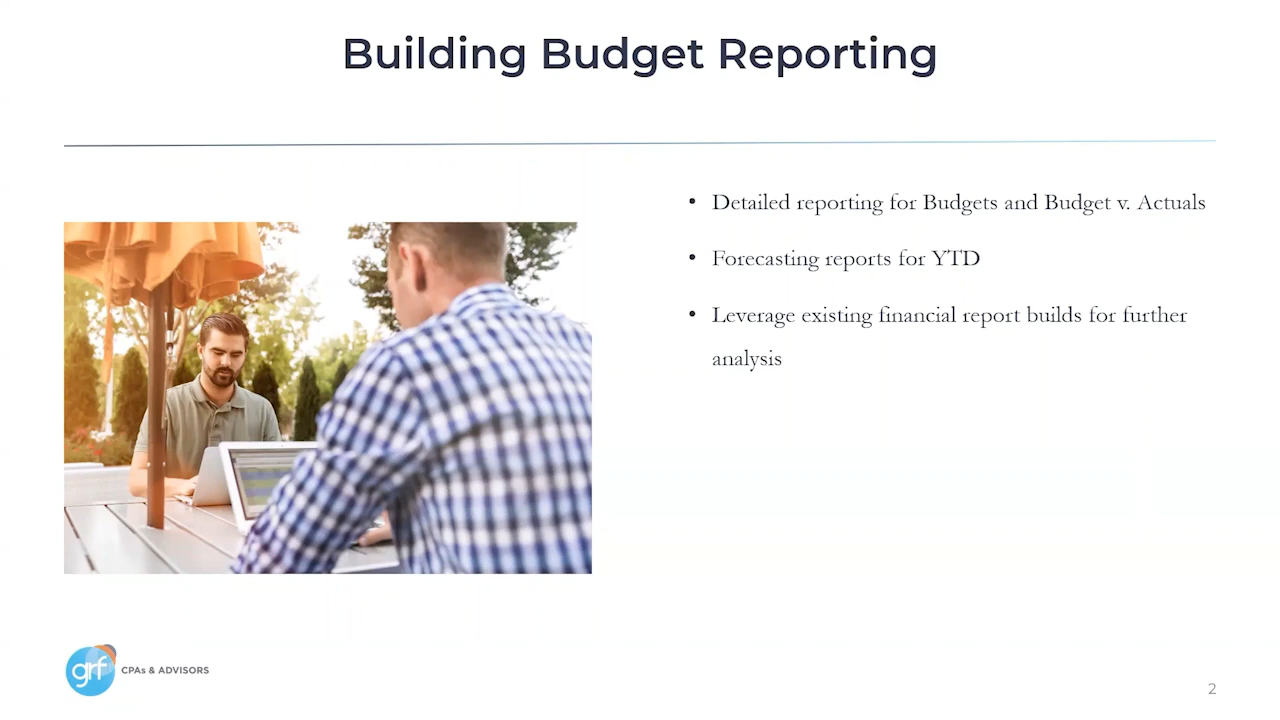 Building Budget Reporting
• Detailed reporting for Budgets and Budget v. Actuals
• Forecasting reports for YTD
• Leverage existing financial report builds for further
analysis
grf
CPAs & ADVISORS
2